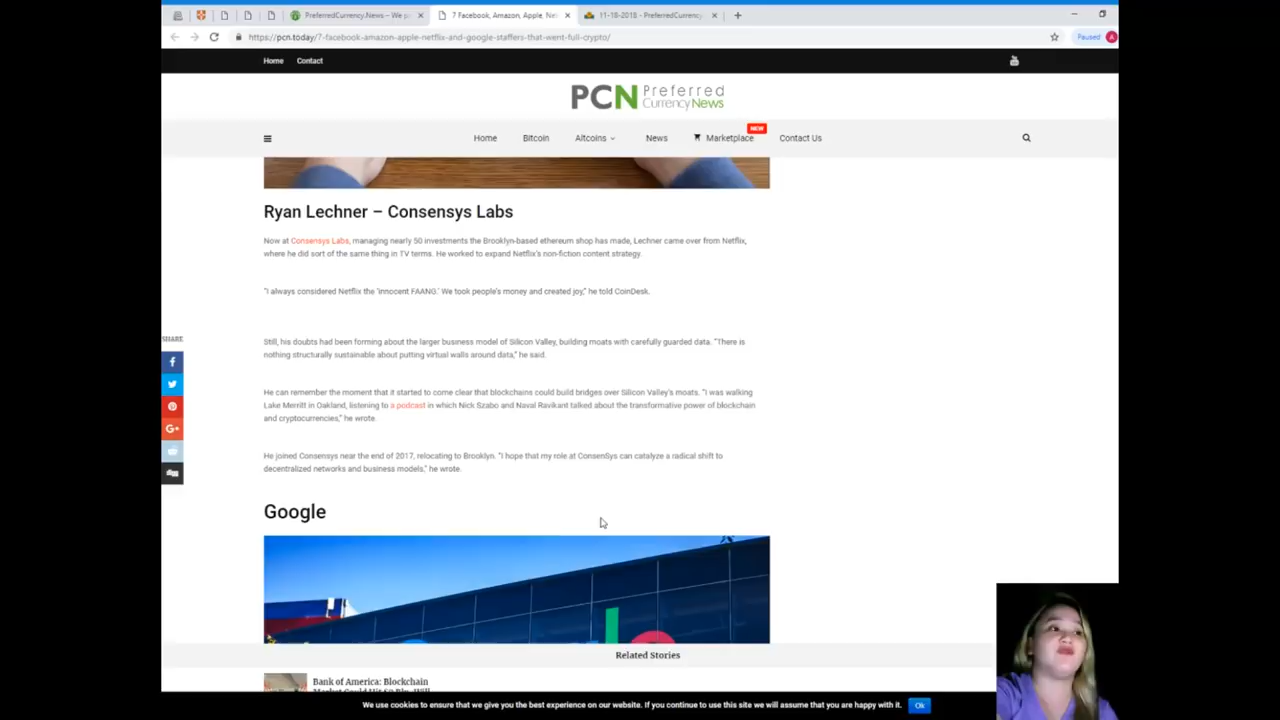 PreferredCurrency.News – We p
7 Facebook, Amazon, Apple, Net
11-18-2018 - PreferredCurrency
https://pcn.today/7-facebook-amazon-apple-netflix-and-google-staffers-that-went-full-crypto/
Paused A
Home Contact
PCN Preferred
CurrencyNews
NEW
Home Bitcoin Altcoins News Marketplace Contact Us
Ryan Lechner – Consensys Labs
Now at Consensys Labs, managing nearly 50 investments the Brooklyn-based ethereum shop has made, Lechner came over from Netflix,
where he did sort of the same thing in TV terms. He worked to expand Netflix's non-fiction content strategy.
"I always considered Netflix the 'innocent FAANG.' We took people's money and created joy," he told CoinDesk.
SHARE
Still, his doubts had been forming about the larger business model of Silicon Valley, building moats with carefully guarded data. "There is
nothing structurally sustainable about putting virtual walls around data," he said.
He can remember the moment that it started to come clear that blockchains could build bridges over Silicon Valley's moats. "I was walking
Lake Merritt in Oakland, listening to a podcast in which Nick Szabo and Naval Ravikant talked about the transformative power of blockchain
and cryptocurrencies," he wrote.
He joined Consensys near the end of 2017, relocating to Brooklyn. "I hope that my role at ConsenSys can catalyze a radical shift to
decentralized networks and business models," he wrote.
Google
Related Stories
Bank of America: Blockchain
We use cookies to ensure that we give you the best experience on our website. If you continue to use this site we will assume that you are happy with it. Ok